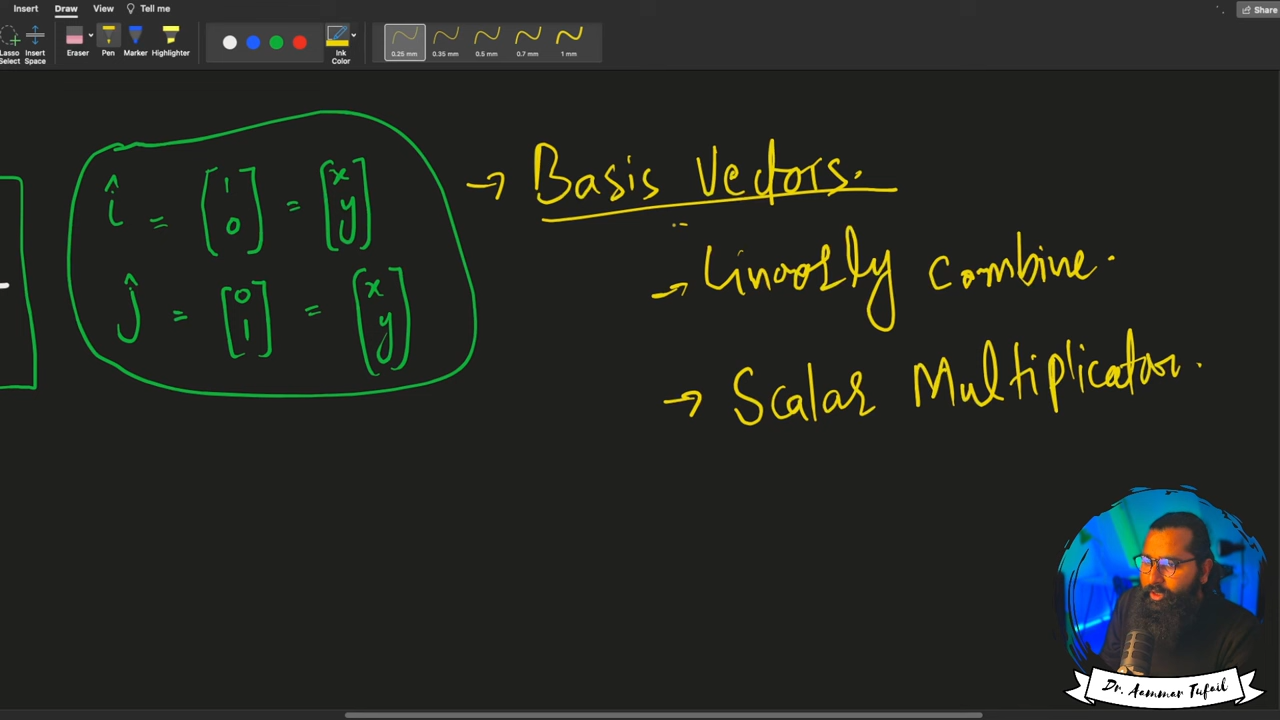 Insert Draw View Tell me
Share
Lasso Select
Insert Space
Eraser
Pen
Marker
Highlighter
Ink Color
0.25 mm
0.35 mm
0.5 mm
0.7 mm
1 mm
î = [1 0] = [x y]
ĵ = [0 1] = [x y]
→ Basis Vectors.
→ Linearly combine.
→ Scalar Multiplicator.
Dr. Aammar Tufail